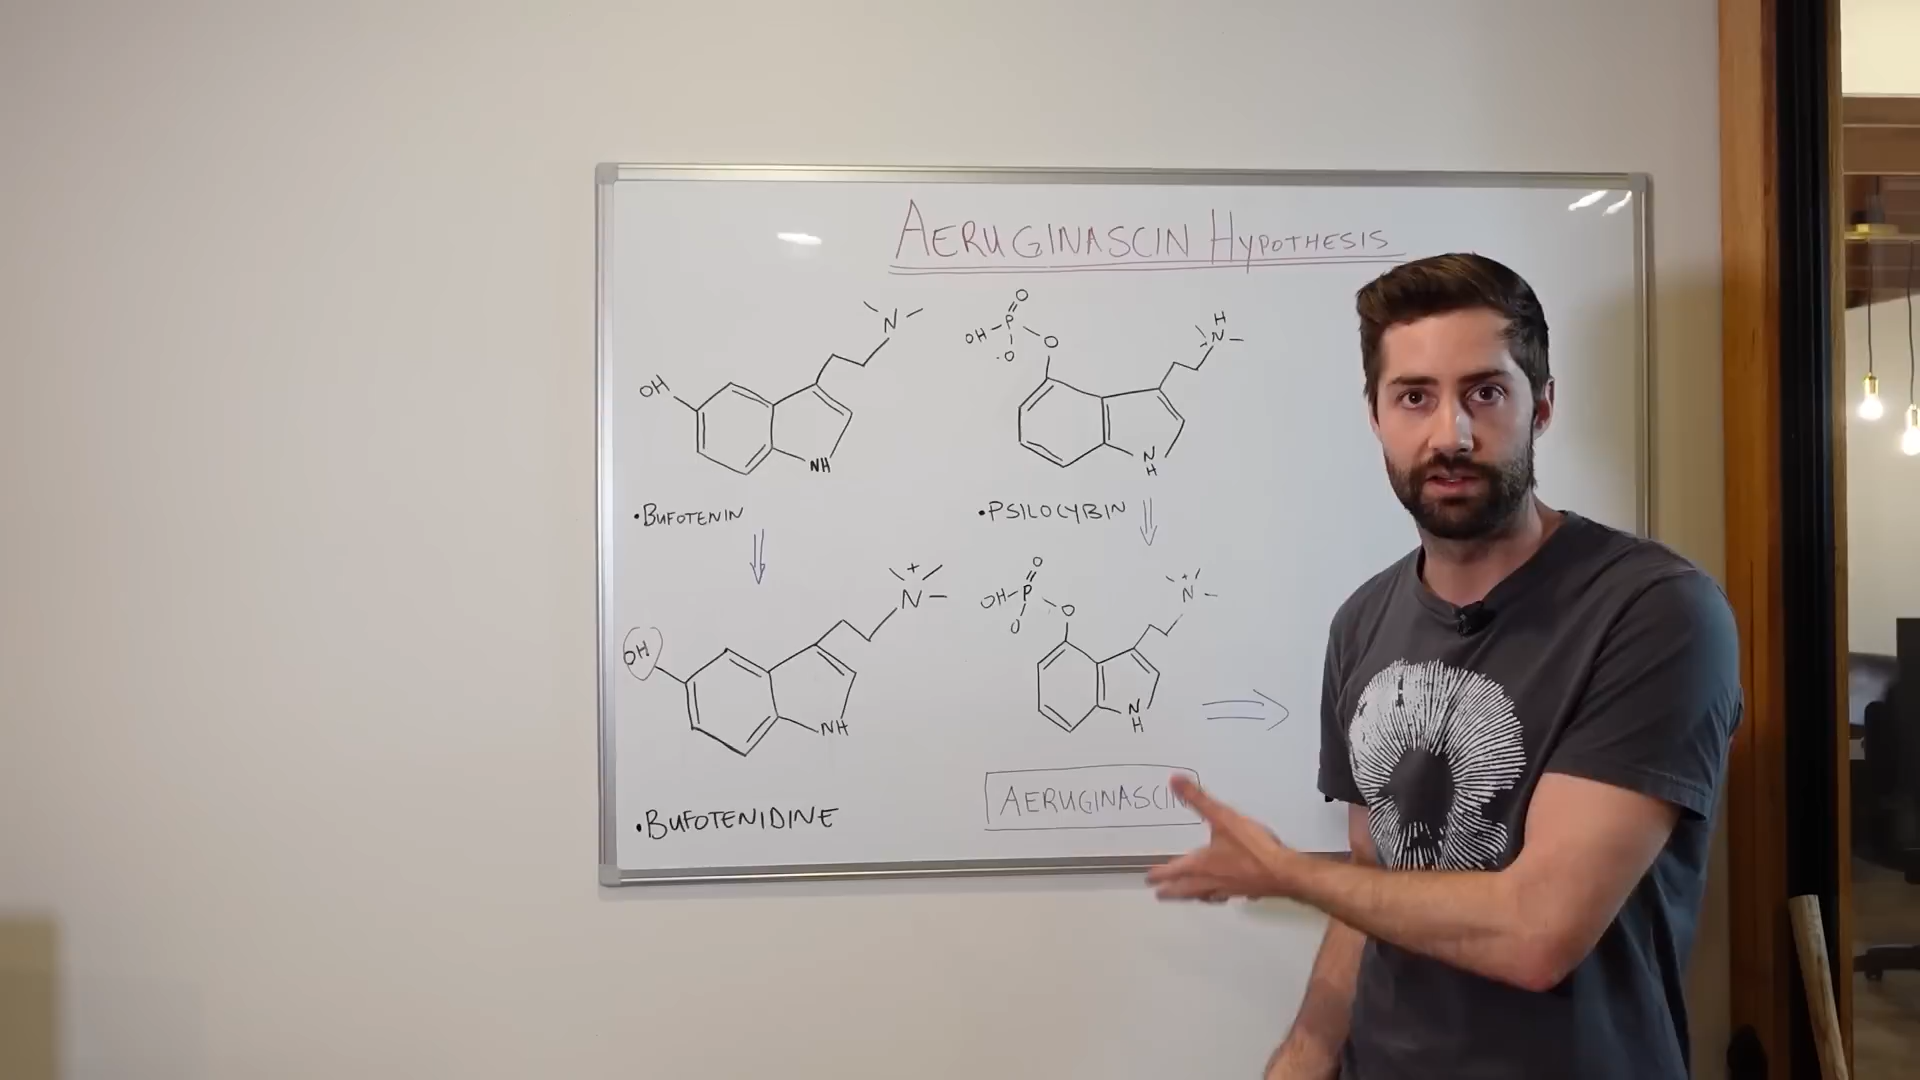 AERUGINASCIN HYPOTHESIS
OH
N
NH
•BUFOTENIN
O
OH-P
O
O
H
N
N
H
•PSILOCYBIN
OH
+
N
NH
•BUFOTENIDINE
O
OH-P
O
O
+
N
N
H
AERUGINASCIN